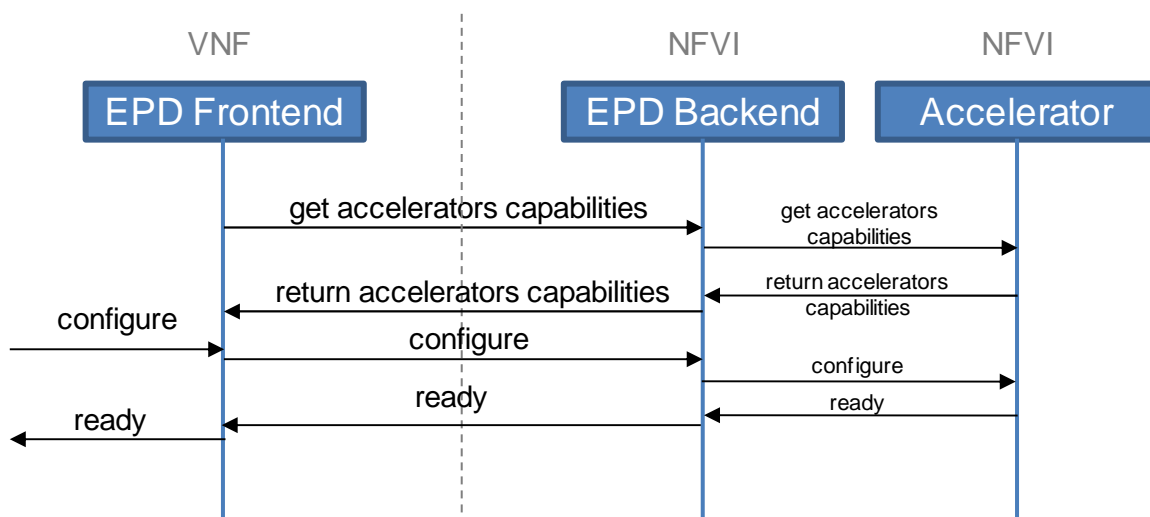 VNF
NFVI
NFVI
EPD Frontend
EPD Backend
Accelerator
get accelerators capabilities
get accelerators
capabilities
return accelerators
capabilities
return accelerators capabilities
configure
configure
configure
ready
ready
ready